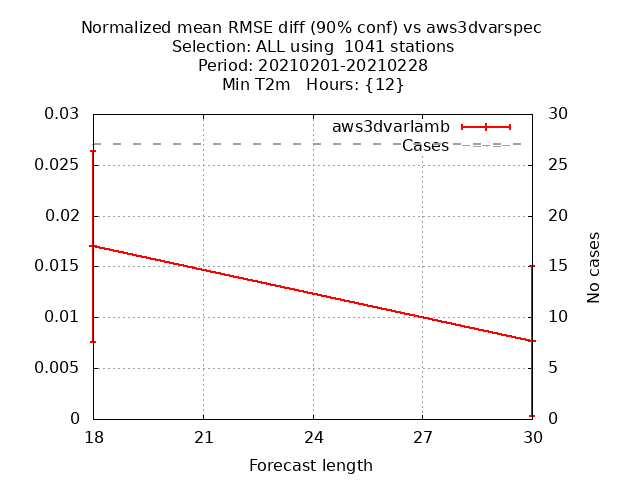 Normalized mean RMSE diff (90% conf) vs aws3dvarspec
Selection: ALL using  1041 stations
Period: 20210201-20210228
Min T2m   Hours: {12}
0.03
0.025
0.02
0.015
0.01
0.005
0
aws3dvarlamb
Cases
30
25
20
15
10
5
0
No cases
18
21
24
27
30
Forecast length